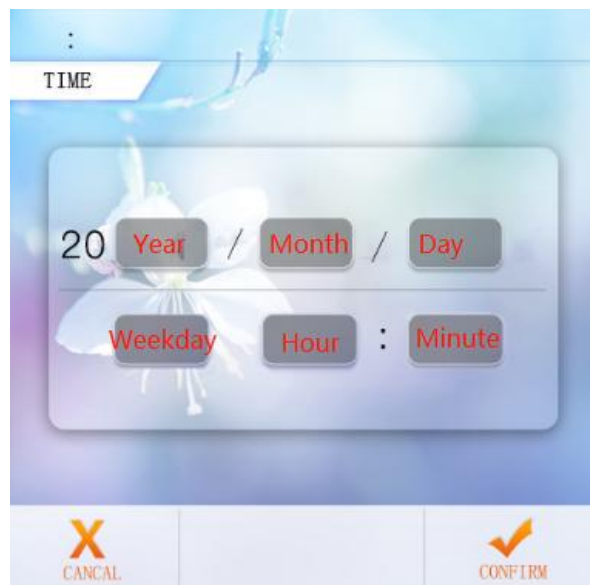 :
TIME
20 Year / Month / Day
Weekday Hour : Minute
CANCAL CONFIRM